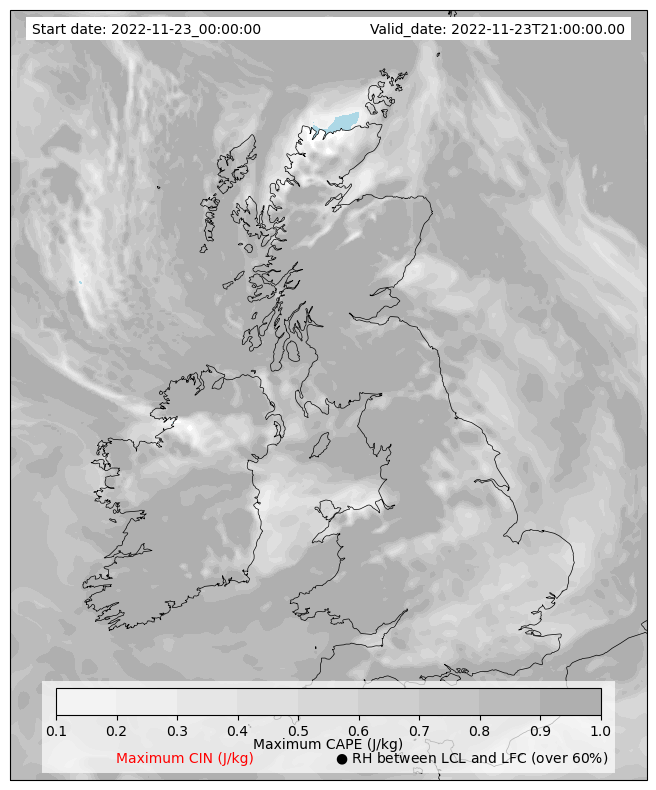 Start date: 2022-11-23_00:00:00 Valid_date: 2022-11-23T21:00:00.00
0.1 0.2 0.3 0.4 0.5 0.6 0.7 0.8 0.9 1.0
Maximum CAPE (J/kg)
Maximum CIN (J/kg) ● RH between LCL and LFC (over 60%)